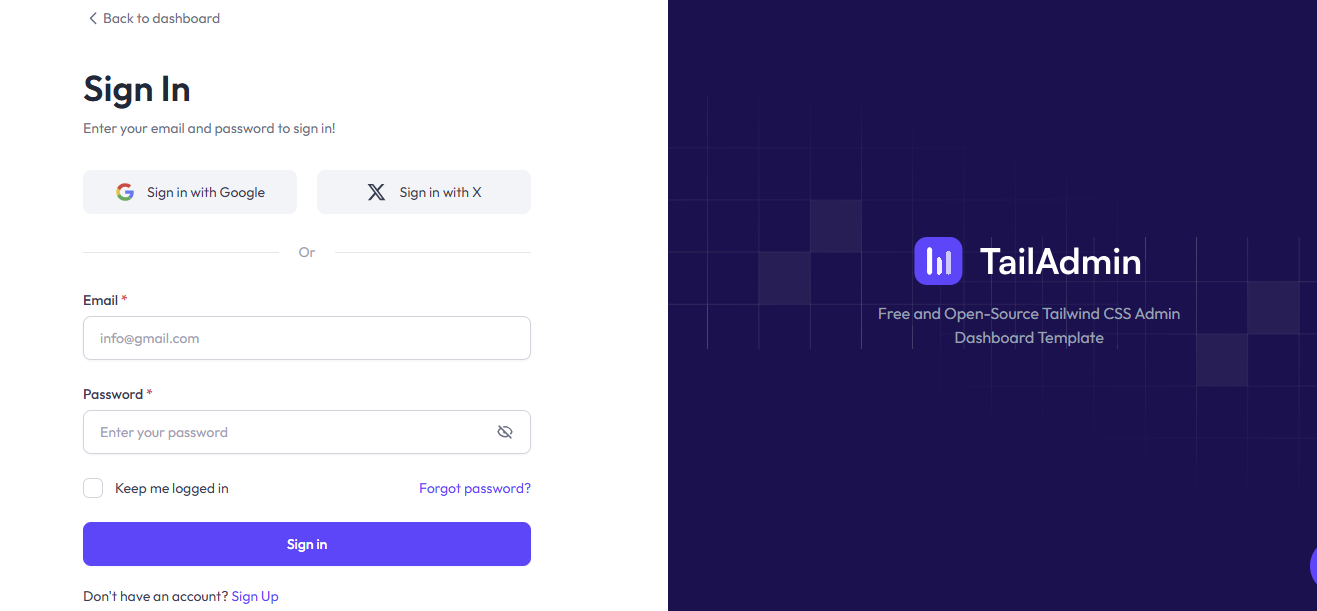 Back to dashboard
Sign In
Enter your email and password to sign in!
Sign in with Google
Sign in with X
Or
Email *
info@gmail.com
Password *
Enter your password
Keep me logged in
Forgot password?
Sign in
Don't have an account? Sign Up
TailAdmin
Free and Open-Source Tailwind CSS Admin
Dashboard Template